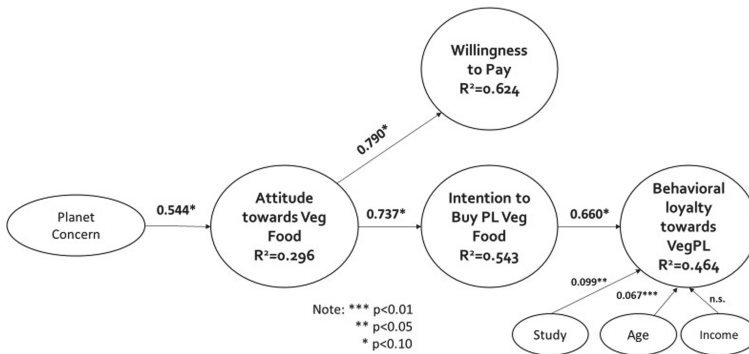 Willingness
to Pay
R²=0.624
0.790*
Planet
Concern
0.544*
Attitude
towards Veg
Food
R²=0.296
0.737*
Intention to
Buy PL Veg
Food
R²=0.543
0.660*
Behavioral
loyalty
towards
VegPL
R²=0.464
0.099**
0.067***
n.s.
Study
Age
Income
Note: *** p<0.01
** p<0.05
* p<0.10